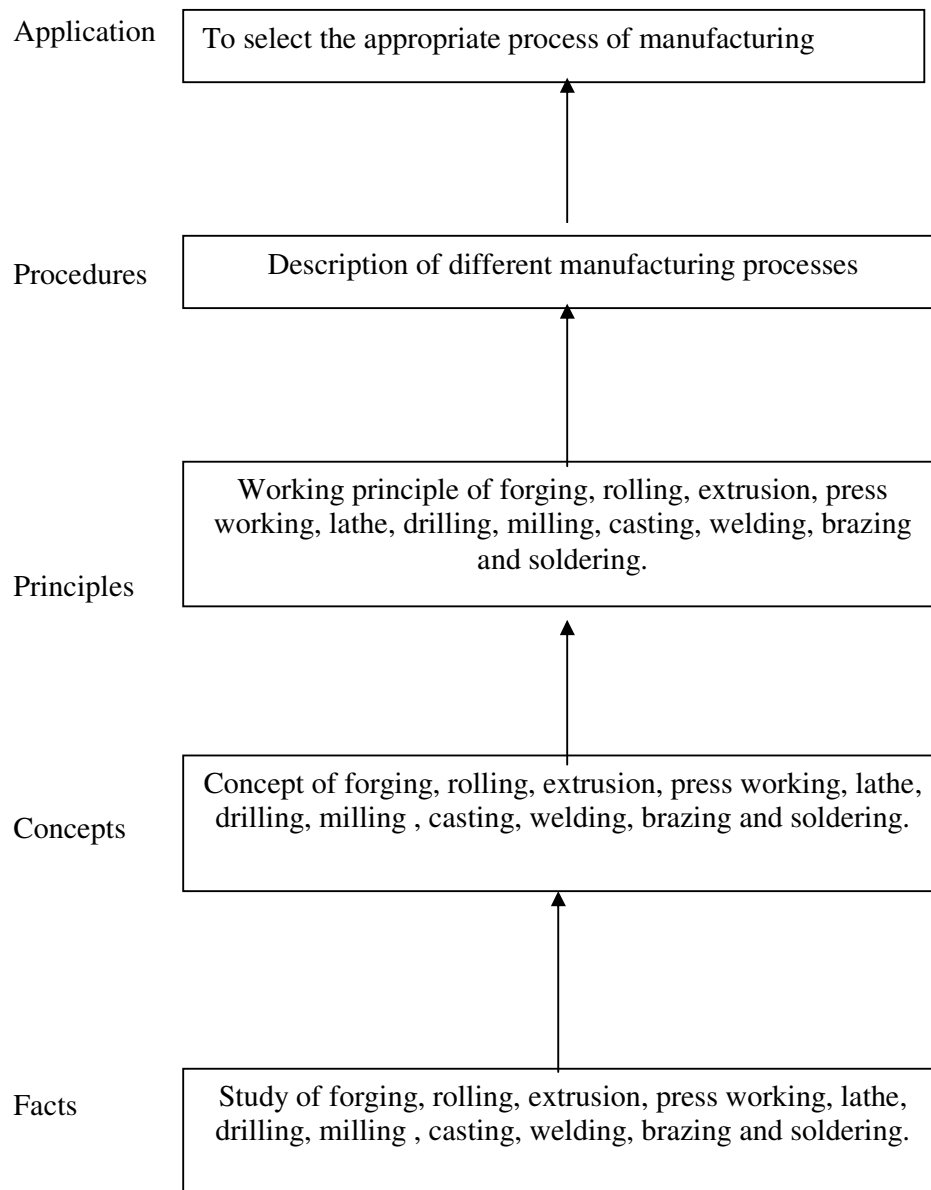 Application
To select the appropriate process of manufacturing
Procedures
Description of different manufacturing processes
Principles
Working principle of forging, rolling, extrusion, press
working, lathe, drilling, milling, casting, welding, brazing
and soldering.
Concepts
Concept of forging, rolling, extrusion, press working, lathe,
drilling, milling , casting, welding, brazing and soldering.
Facts
Study of forging, rolling, extrusion, press working, lathe,
drilling, milling , casting, welding, brazing and soldering.